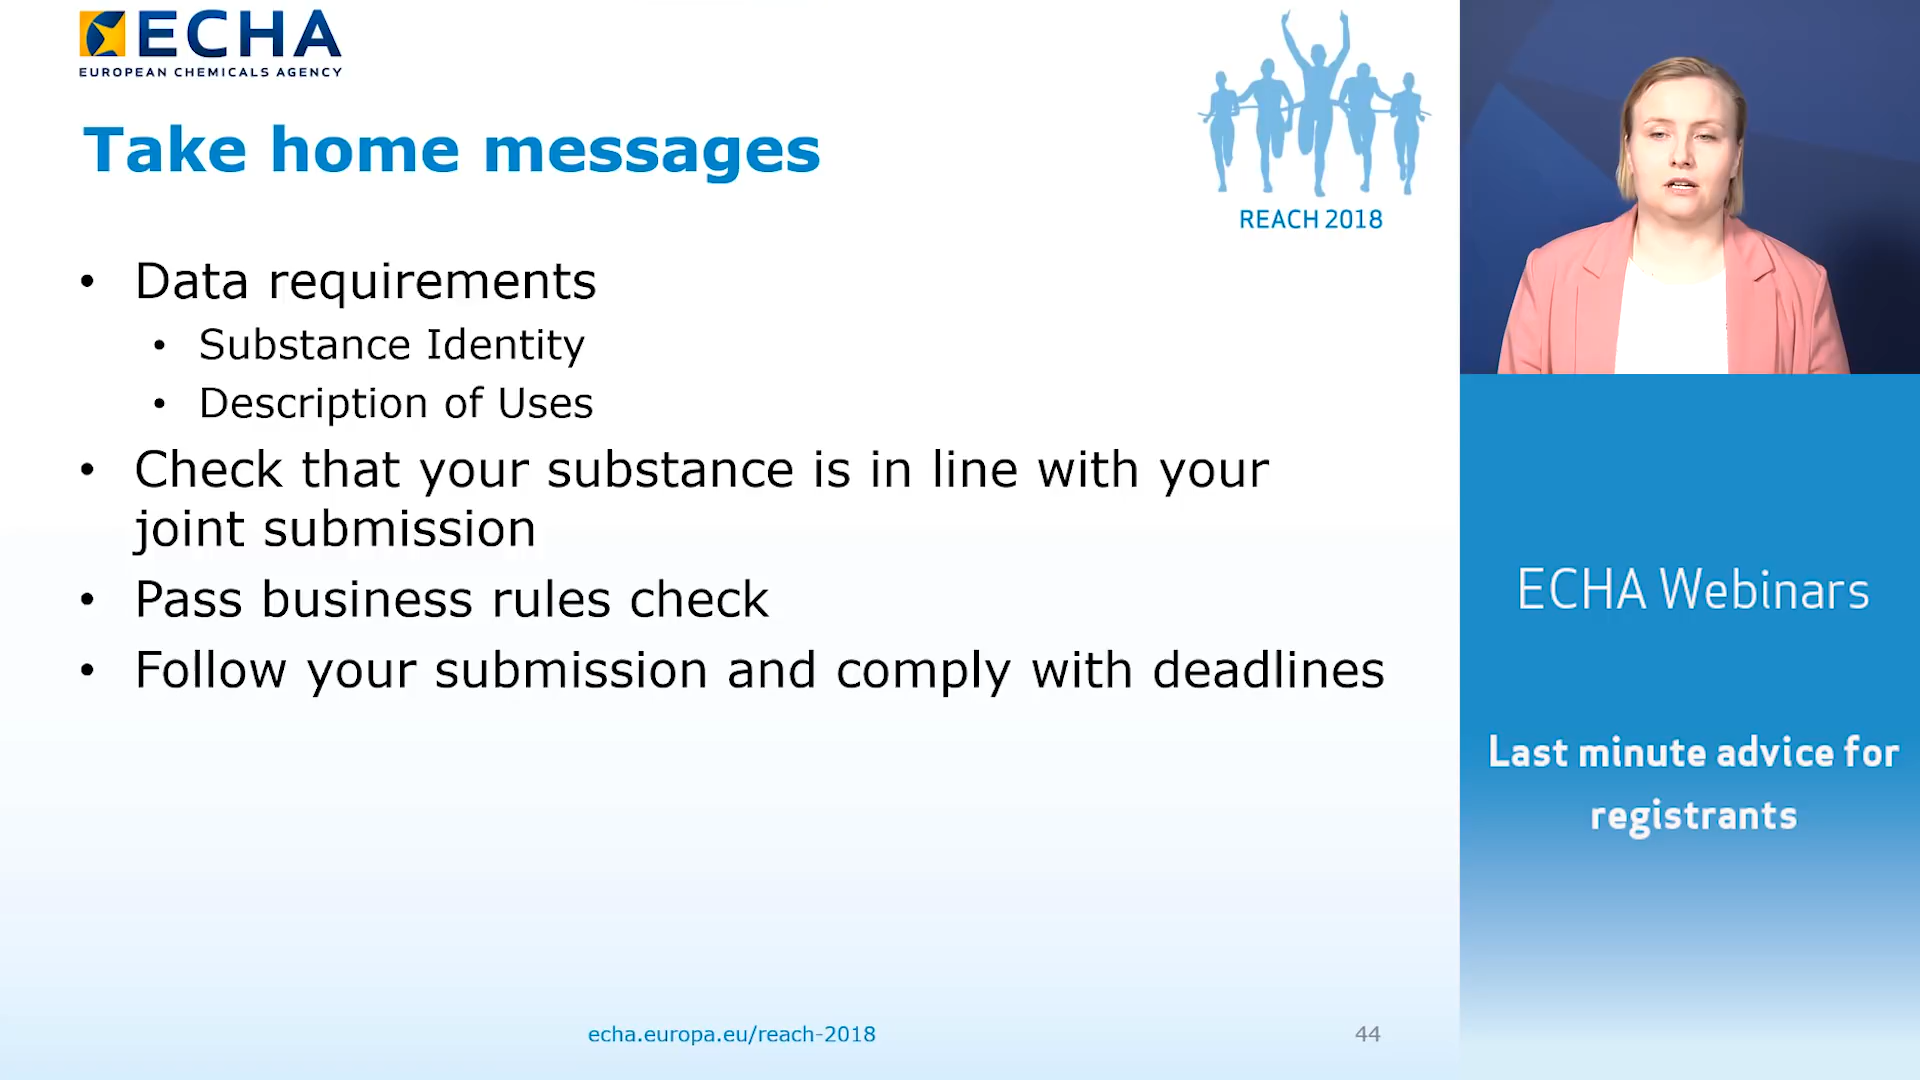 ECHA
EUROPEAN CHEMICALS AGENCY
Take home messages
REACH 2018
• Data requirements
• Substance Identity
• Description of Uses
• Check that your substance is in line with your
joint submission
• Pass business rules check
• Follow your submission and comply with deadlines
echa.europa.eu/reach-2018
44
ECHA Webinars
Last minute advice for
registrants